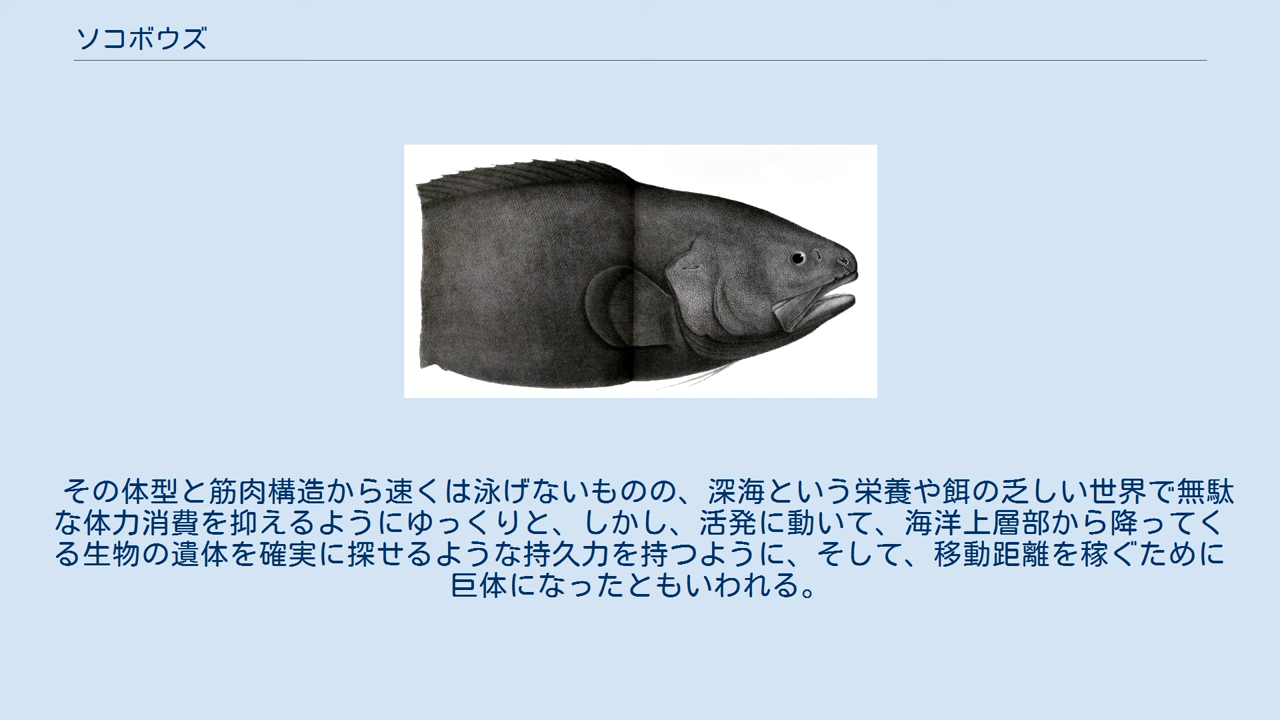 ソコボウズ
その体型と筋肉構造から速くは泳げないものの、深海という栄養や餌の乏しい世界で無駄
な体力消費を抑えるようにゆっくりと、しかし、活発に動いて、海洋上層部から降ってく
る生物の遺体を確実に探せるような持久力を持つように、そして、移動距離を稼ぐために
巨体になったともいわれる。